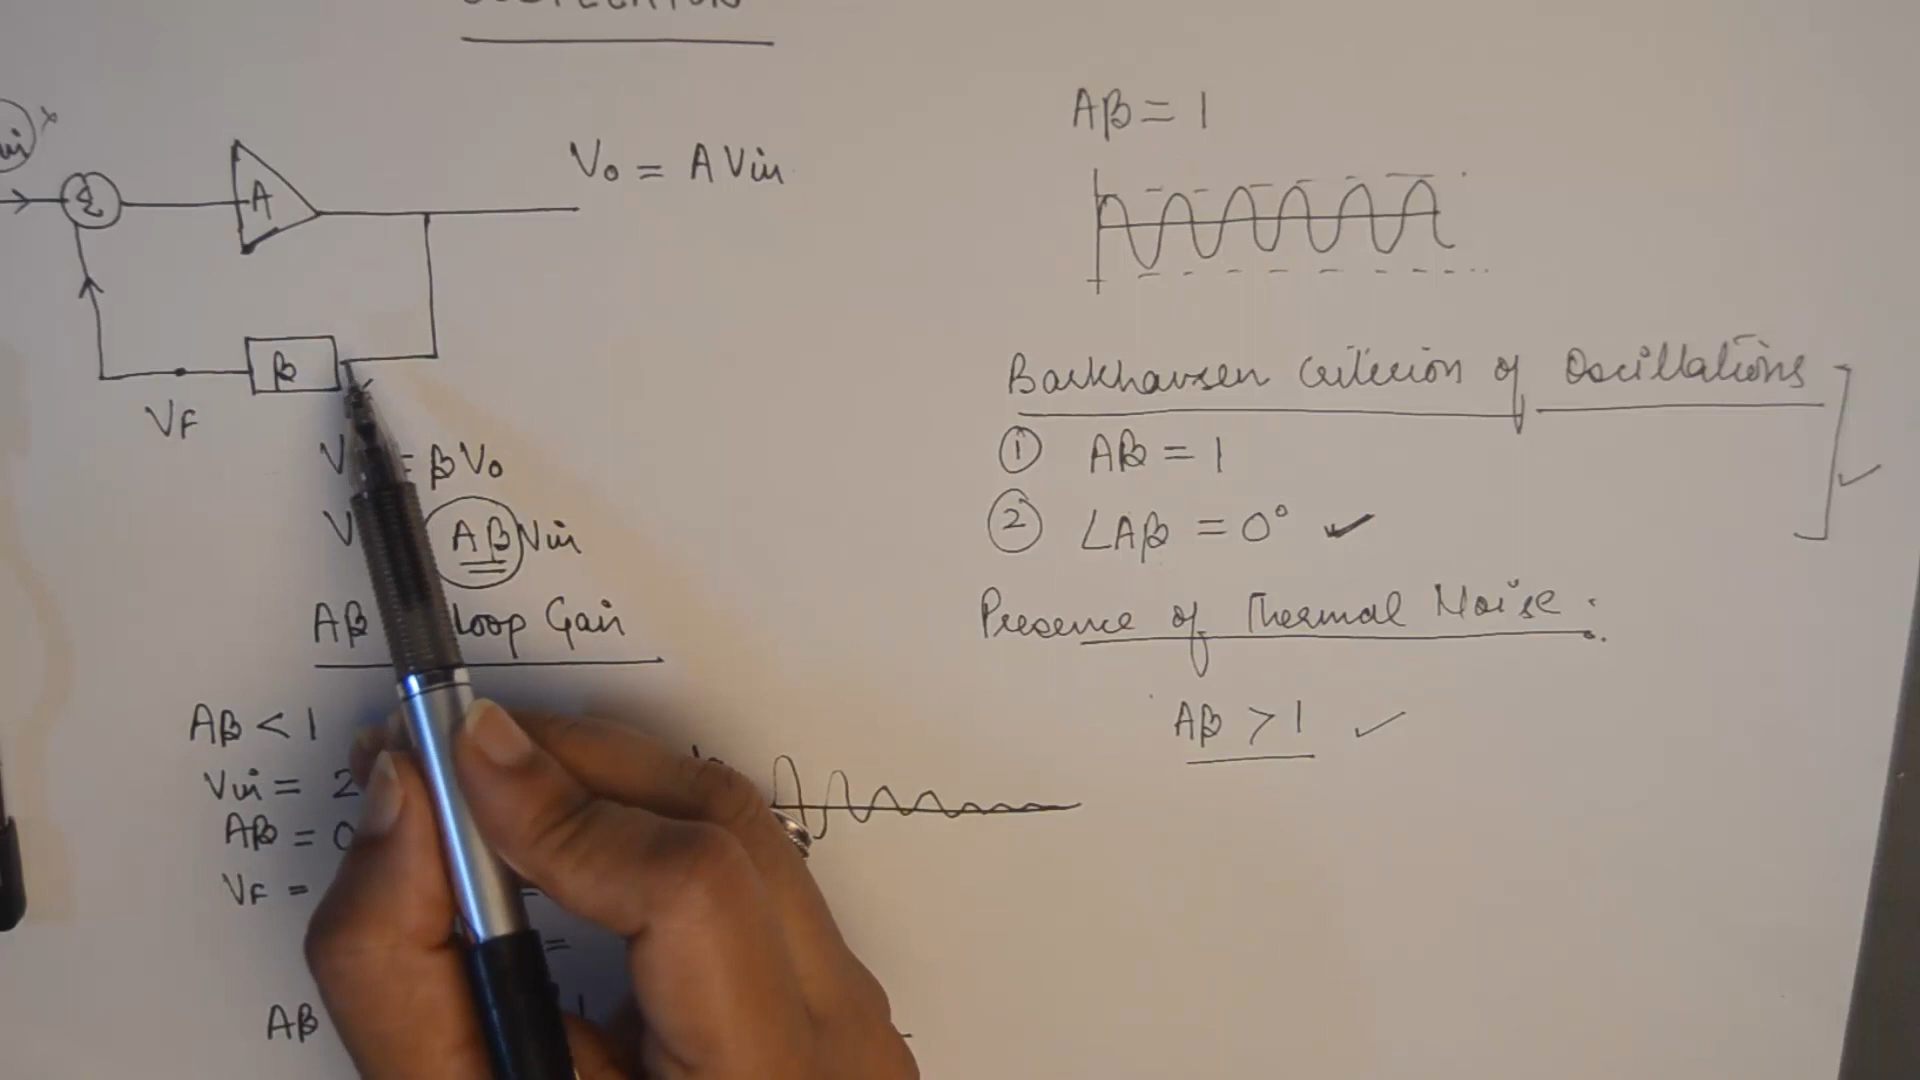 Vin x
Σ
A
Vo = A Vin
β
VF
V = βVo
V AβVin
Aβ Loop Gain
Aβ < 1
Vin = 2
Aβ = 0
VF =
=
Aβ
Aβ = 1
Barkhausen Criterion of Oscillations
① Aβ = 1
② ∠Aβ = 0° ✓
Presence of Thermal Noise.
Aβ > 1 ✓